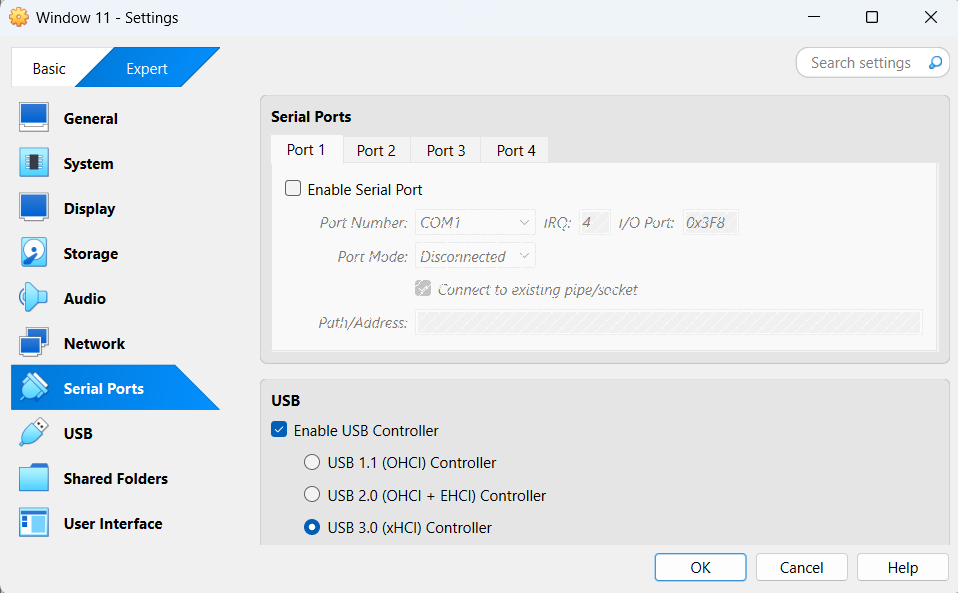 Window 11 - Settings
Basic
Expert
Search settings
General
System
Display
Storage
Audio
Network
Serial Ports
USB
Shared Folders
User Interface
Serial Ports
Port 1 Port 2 Port 3 Port 4
Enable Serial Port
Port Number: COM1 IRQ: 4 I/O Port: 0x3F8
Port Mode: Disconnected
Connect to existing pipe/socket
Path/Address:
USB
Enable USB Controller
USB 1.1 (OHCI) Controller
USB 2.0 (OHCI + EHCI) Controller
USB 3.0 (xHCI) Controller
OK Cancel Help